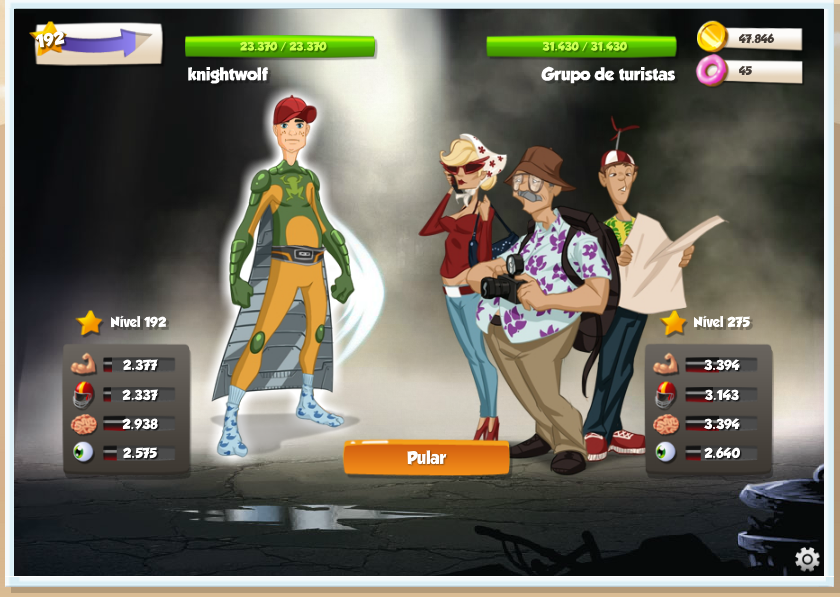 192
23.370 / 23.370
31.430 / 31.430
47.846
45
knightwolf
Grupo de turistas
Nível 192
Nível 275
2.377
2.337
2.938
2.575
3.394
3.143
3.394
2.640
Pular